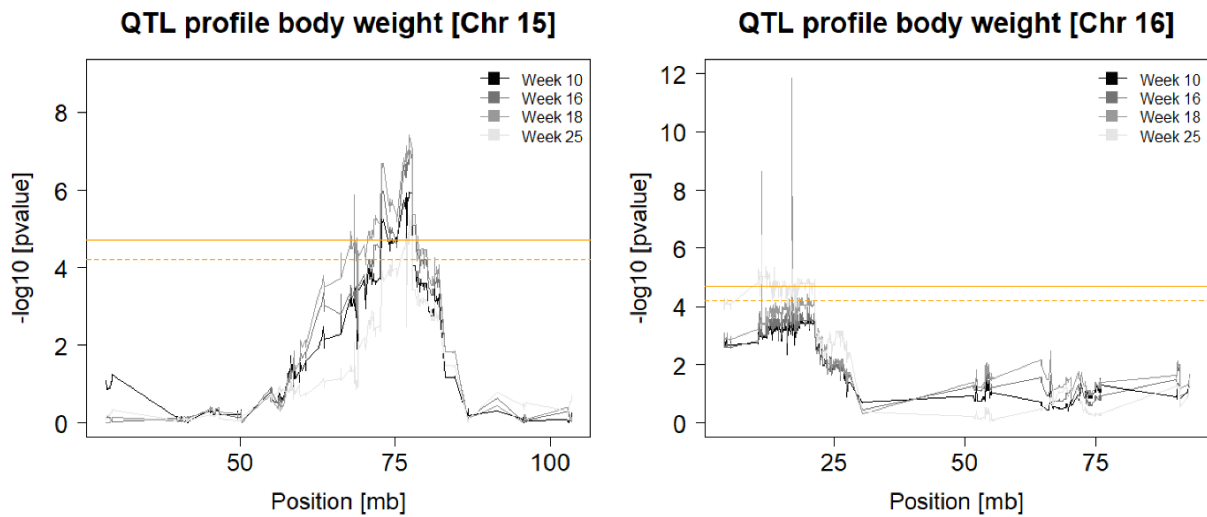 QTL profile body weight [Chr 15]
-log10 [pvalue]
8
6
4
2
0
Week 10
Week 16
Week 18
Week 25
50
75
100
Position [mb]
QTL profile body weight [Chr 16]
-log10 [pvalue]
12
10
8
6
4
2
0
Week 10
Week 16
Week 18
Week 25
25
50
75
Position [mb]